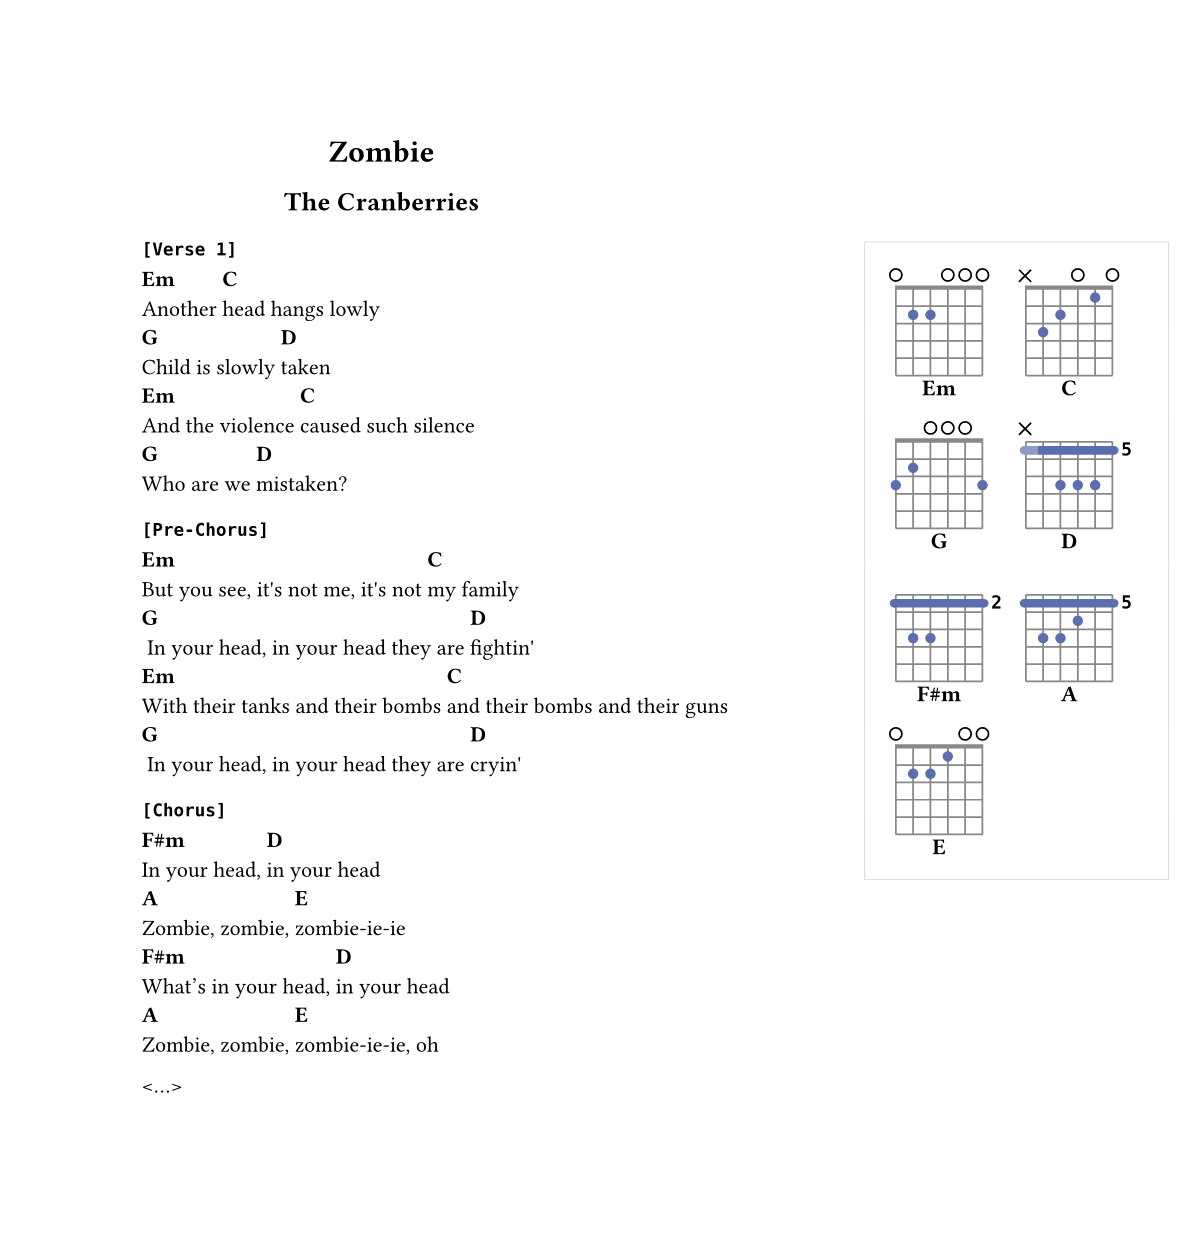 Zombie
The Cranberries
[Verse 1]
Em C
Another head hangs lowly
G D
Child is slowly taken
Em C
And the violence caused such silence
G D
Who are we mistaken?
[Pre-Chorus]
Em C
But you see, it's not me, it's not my family
G D
In your head, in your head they are fightin'
Em C
With their tanks and their bombs and their bombs and their guns
G D
In your head, in your head they are cryin'
[Chorus]
F#m D
In your head, in your head
A E
Zombie, zombie, zombie-ie-ie
F#m D
What’s in your head, in your head
A E
Zombie, zombie, zombie-ie-ie, oh
<...>
Em C
5
G D
2 5
F#m A
E